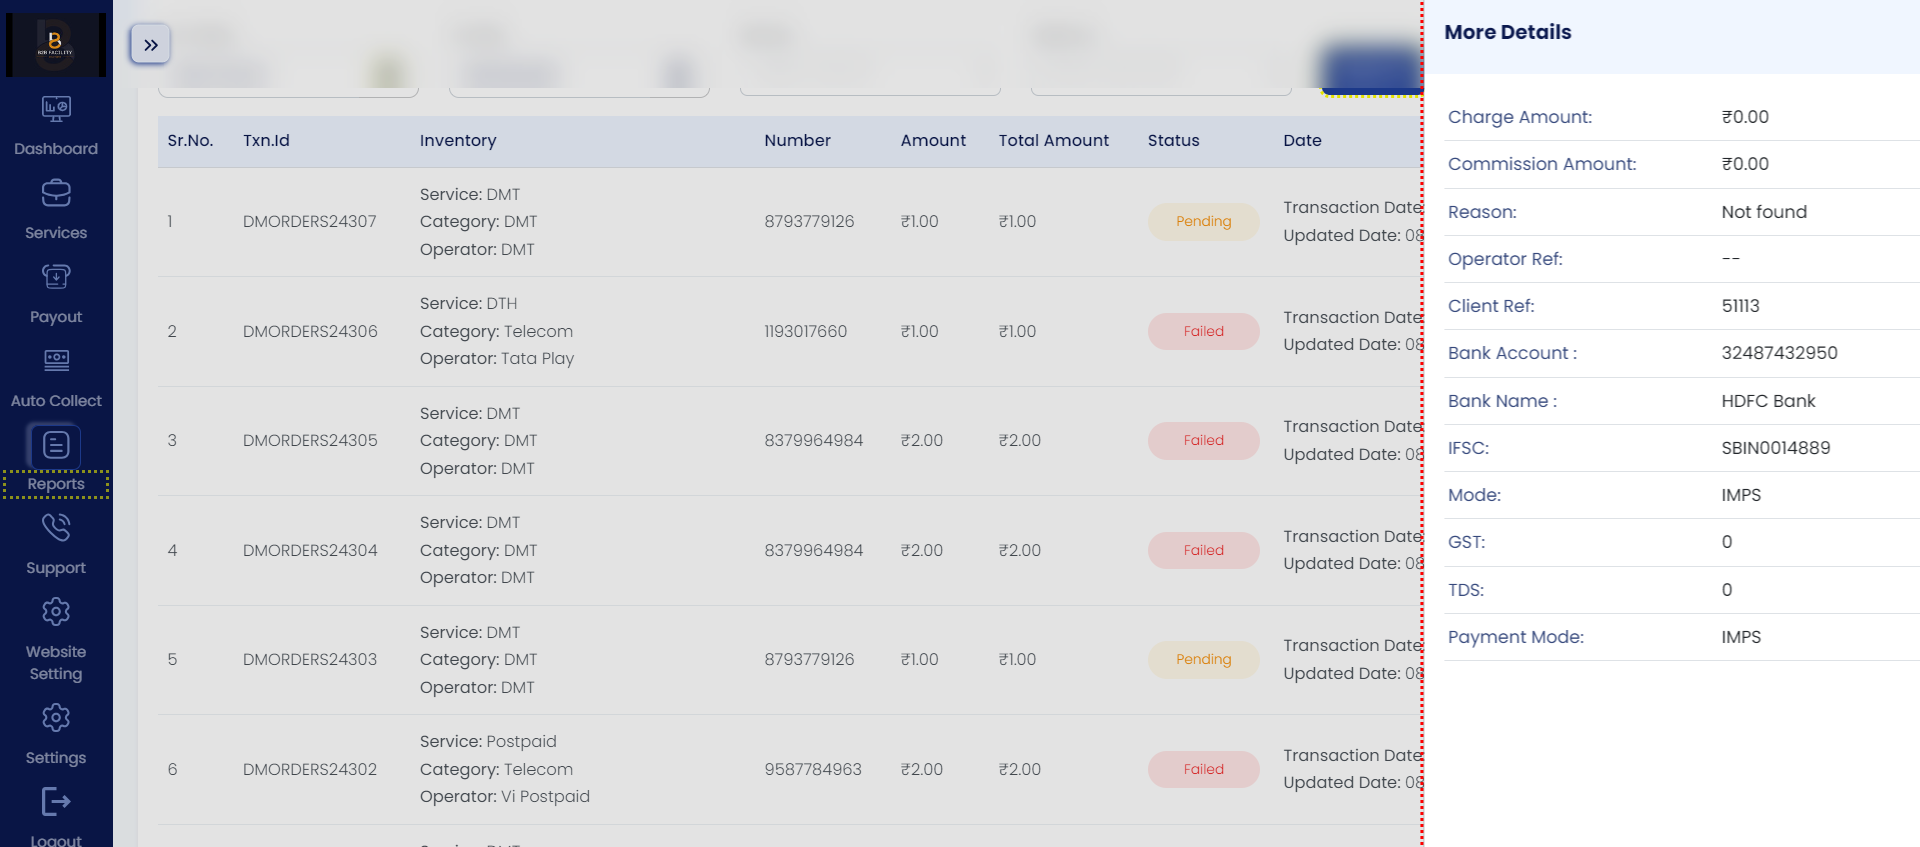 B2B FACILITY
Dashboard
Services
Payout
Auto Collect
Reports
Support
Website
Setting
Settings
Logout
Sr.No. Txn.Id Inventory Number Amount Total Amount Status Date
1 DMORDERS24307 Service: DMT
Category: DMT
Operator: DMT 8793779126 ₹1.00 ₹1.00 Pending Transaction Date
Updated Date: 08
2 DMORDERS24306 Service: DTH
Category: Telecom
Operator: Tata Play 1193017660 ₹1.00 ₹1.00 Failed Transaction Date
Updated Date: 08
3 DMORDERS24305 Service: DMT
Category: DMT
Operator: DMT 8379964984 ₹2.00 ₹2.00 Failed Transaction Date
Updated Date: 08
4 DMORDERS24304 Service: DMT
Category: DMT
Operator: DMT 8379964984 ₹2.00 ₹2.00 Failed Transaction Date
Updated Date: 08
5 DMORDERS24303 Service: DMT
Category: DMT
Operator: DMT 8793779126 ₹1.00 ₹1.00 Pending Transaction Date
Updated Date: 08
6 DMORDERS24302 Service: Postpaid
Category: Telecom
Operator: Vi Postpaid 9587784963 ₹2.00 ₹2.00 Failed Transaction Date
Updated Date: 08
More Details
Charge Amount: ₹0.00
Commission Amount: ₹0.00
Reason: Not found
Operator Ref: --
Client Ref: 51113
Bank Account : 32487432950
Bank Name : HDFC Bank
IFSC: SBIN0014889
Mode: IMPS
GST: 0
TDS: 0
Payment Mode: IMPS